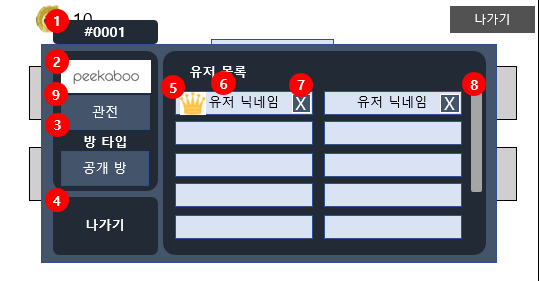 10
나가기
1
#0001
2
peekaboo
유저 목록
9
관전
5
6
유저 닉네임
7
X
유저 닉네임
X
8
3
방 타입
공개 방
4
나가기